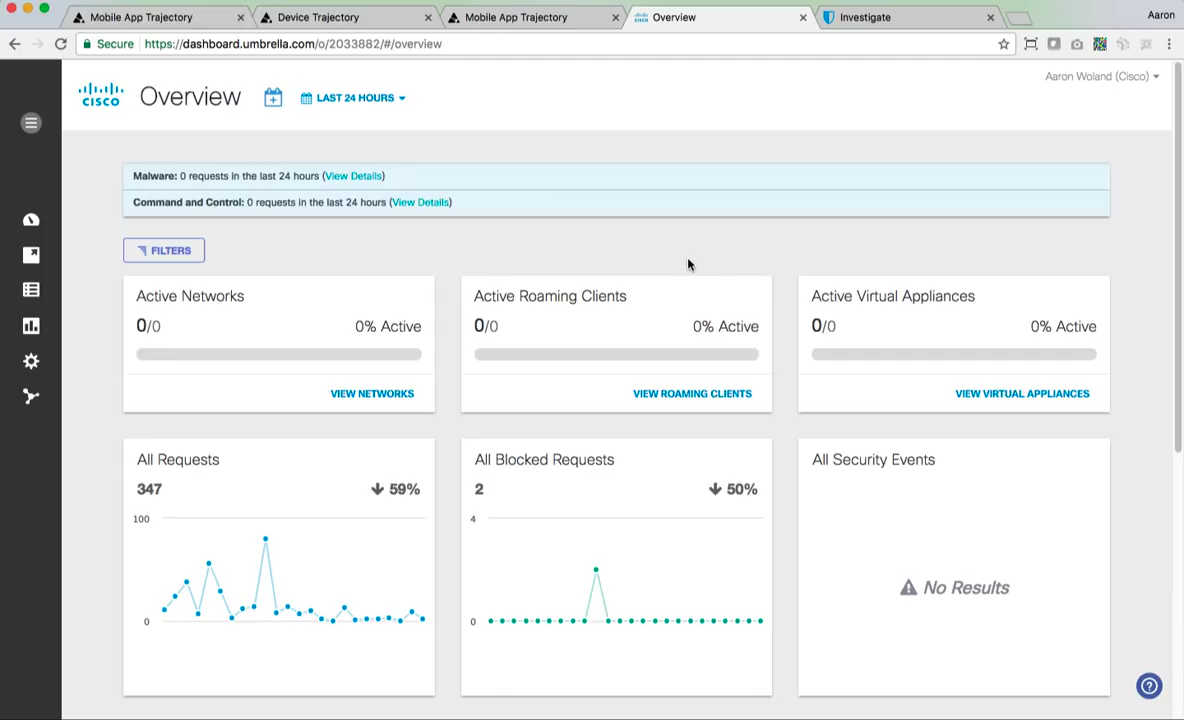 Mobile App Trajectory
Device Trajectory
Mobile App Trajectory
Overview
Investigate
Aaron
Secure
https://dashboard.umbrella.com/o/2033882/#/overview
Aaron Woland (Cisco)
CISCO
Overview
LAST 24 HOURS
Malware: 0 requests in the last 24 hours (View Details)
Command and Control: 0 requests in the last 24 hours (View Details)
FILTERS
Active Networks
0/0
0% Active
VIEW NETWORKS
Active Roaming Clients
0/0
0% Active
VIEW ROAMING CLIENTS
Active Virtual Appliances
0/0
0% Active
VIEW VIRTUAL APPLIANCES
All Requests
347
59%
100
0
All Blocked Requests
2
50%
4
0
All Security Events
No Results